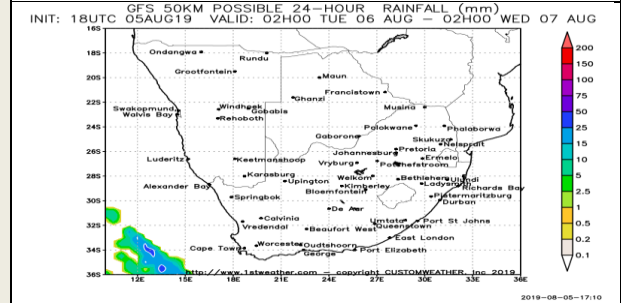 GFS 50KM POSSIBLE 24-HOUR RAINFALL (mm)
INIT: 18UTC 05AUG19 VALID: 02H00 TUE 06 AUG - 02H00 WED 07 AUG
16S
Ondangwa
Rundu
200
150
Grootfontein
100
20S
Maun
Francistown
75
22S
Ghanzi
Musina
50
Swakopmund
Windhoek
Gobabis
Walvis Bay
Rehoboth
25
24S
Polokwane
Phalaborwa
20
Gaborone
Skukuza
Pretoria
Nelspruit
15
26S
Johannesburg
Luderitz
Keetmanshoop
Vryburg
Ermelo
Potchefstroom
10
Karasburg
Welkom
Bethlehem
Ulundi
5
28S
Upington
Kimberley
Ladysmith
Alexander Bay
Bloemfontein
Richards Bay
2.5
Springbok
Pietermaritzburg
30S
Durban
1
De Aar
Calvinia
Umtata
Port St Johns
0.5
32S
Vredendal
Beaufort West
Queenstown
0.2
East London
34S
Cape Town
Worcester
Oudtshoorn
0.1
George
Port Elizabeth
http://www.1stweather.com - copyright CUSTOMWEATHER, Inc 2019
36S
12E
15E
18E
21E
24E
27E
30E
33E
36E
2019-08-05-17:10